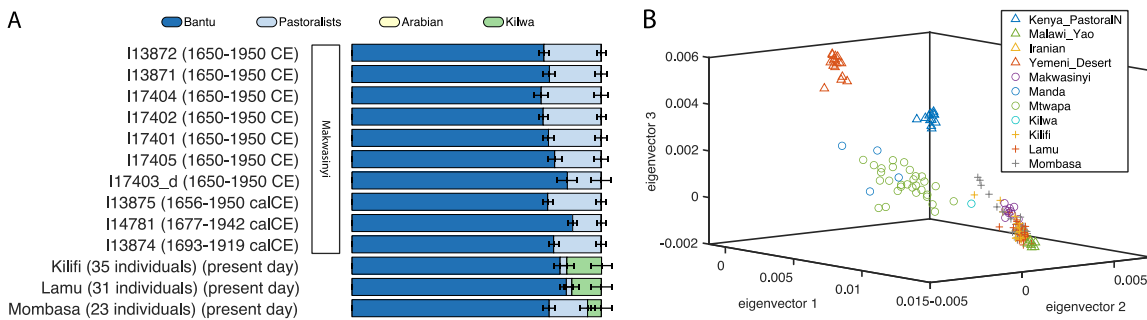 A
Bantu Pastoralists Arabian Kilwa
I13872 (1650-1950 CE)
I13871 (1650-1950 CE)
I17404 (1650-1950 CE)
I17402 (1650-1950 CE)
I17401 (1650-1950 CE)
I17405 (1650-1950 CE)
I17403_d (1650-1950 CE)
I13875 (1656-1950 calCE)
I14781 (1677-1942 calCE)
I13874 (1693-1919 calCE)
Makwasinyi
Kilifi (35 individuals) (present day)
Lamu (31 individuals) (present day)
Mombasa (23 individuals) (present day)
B
Kenya_PastoralN
Malawi_Yao
Iranian
Yemeni_Desert
Makwasinyi
Manda
Mtwapa
Kilwa
Kilifi
Lamu
Mombasa
eigenvector 3
0.006
0.004
0.002
0
-0.002
0
0.005
0.01
0.015
eigenvector 1
-0.005
0
0.005
eigenvector 2